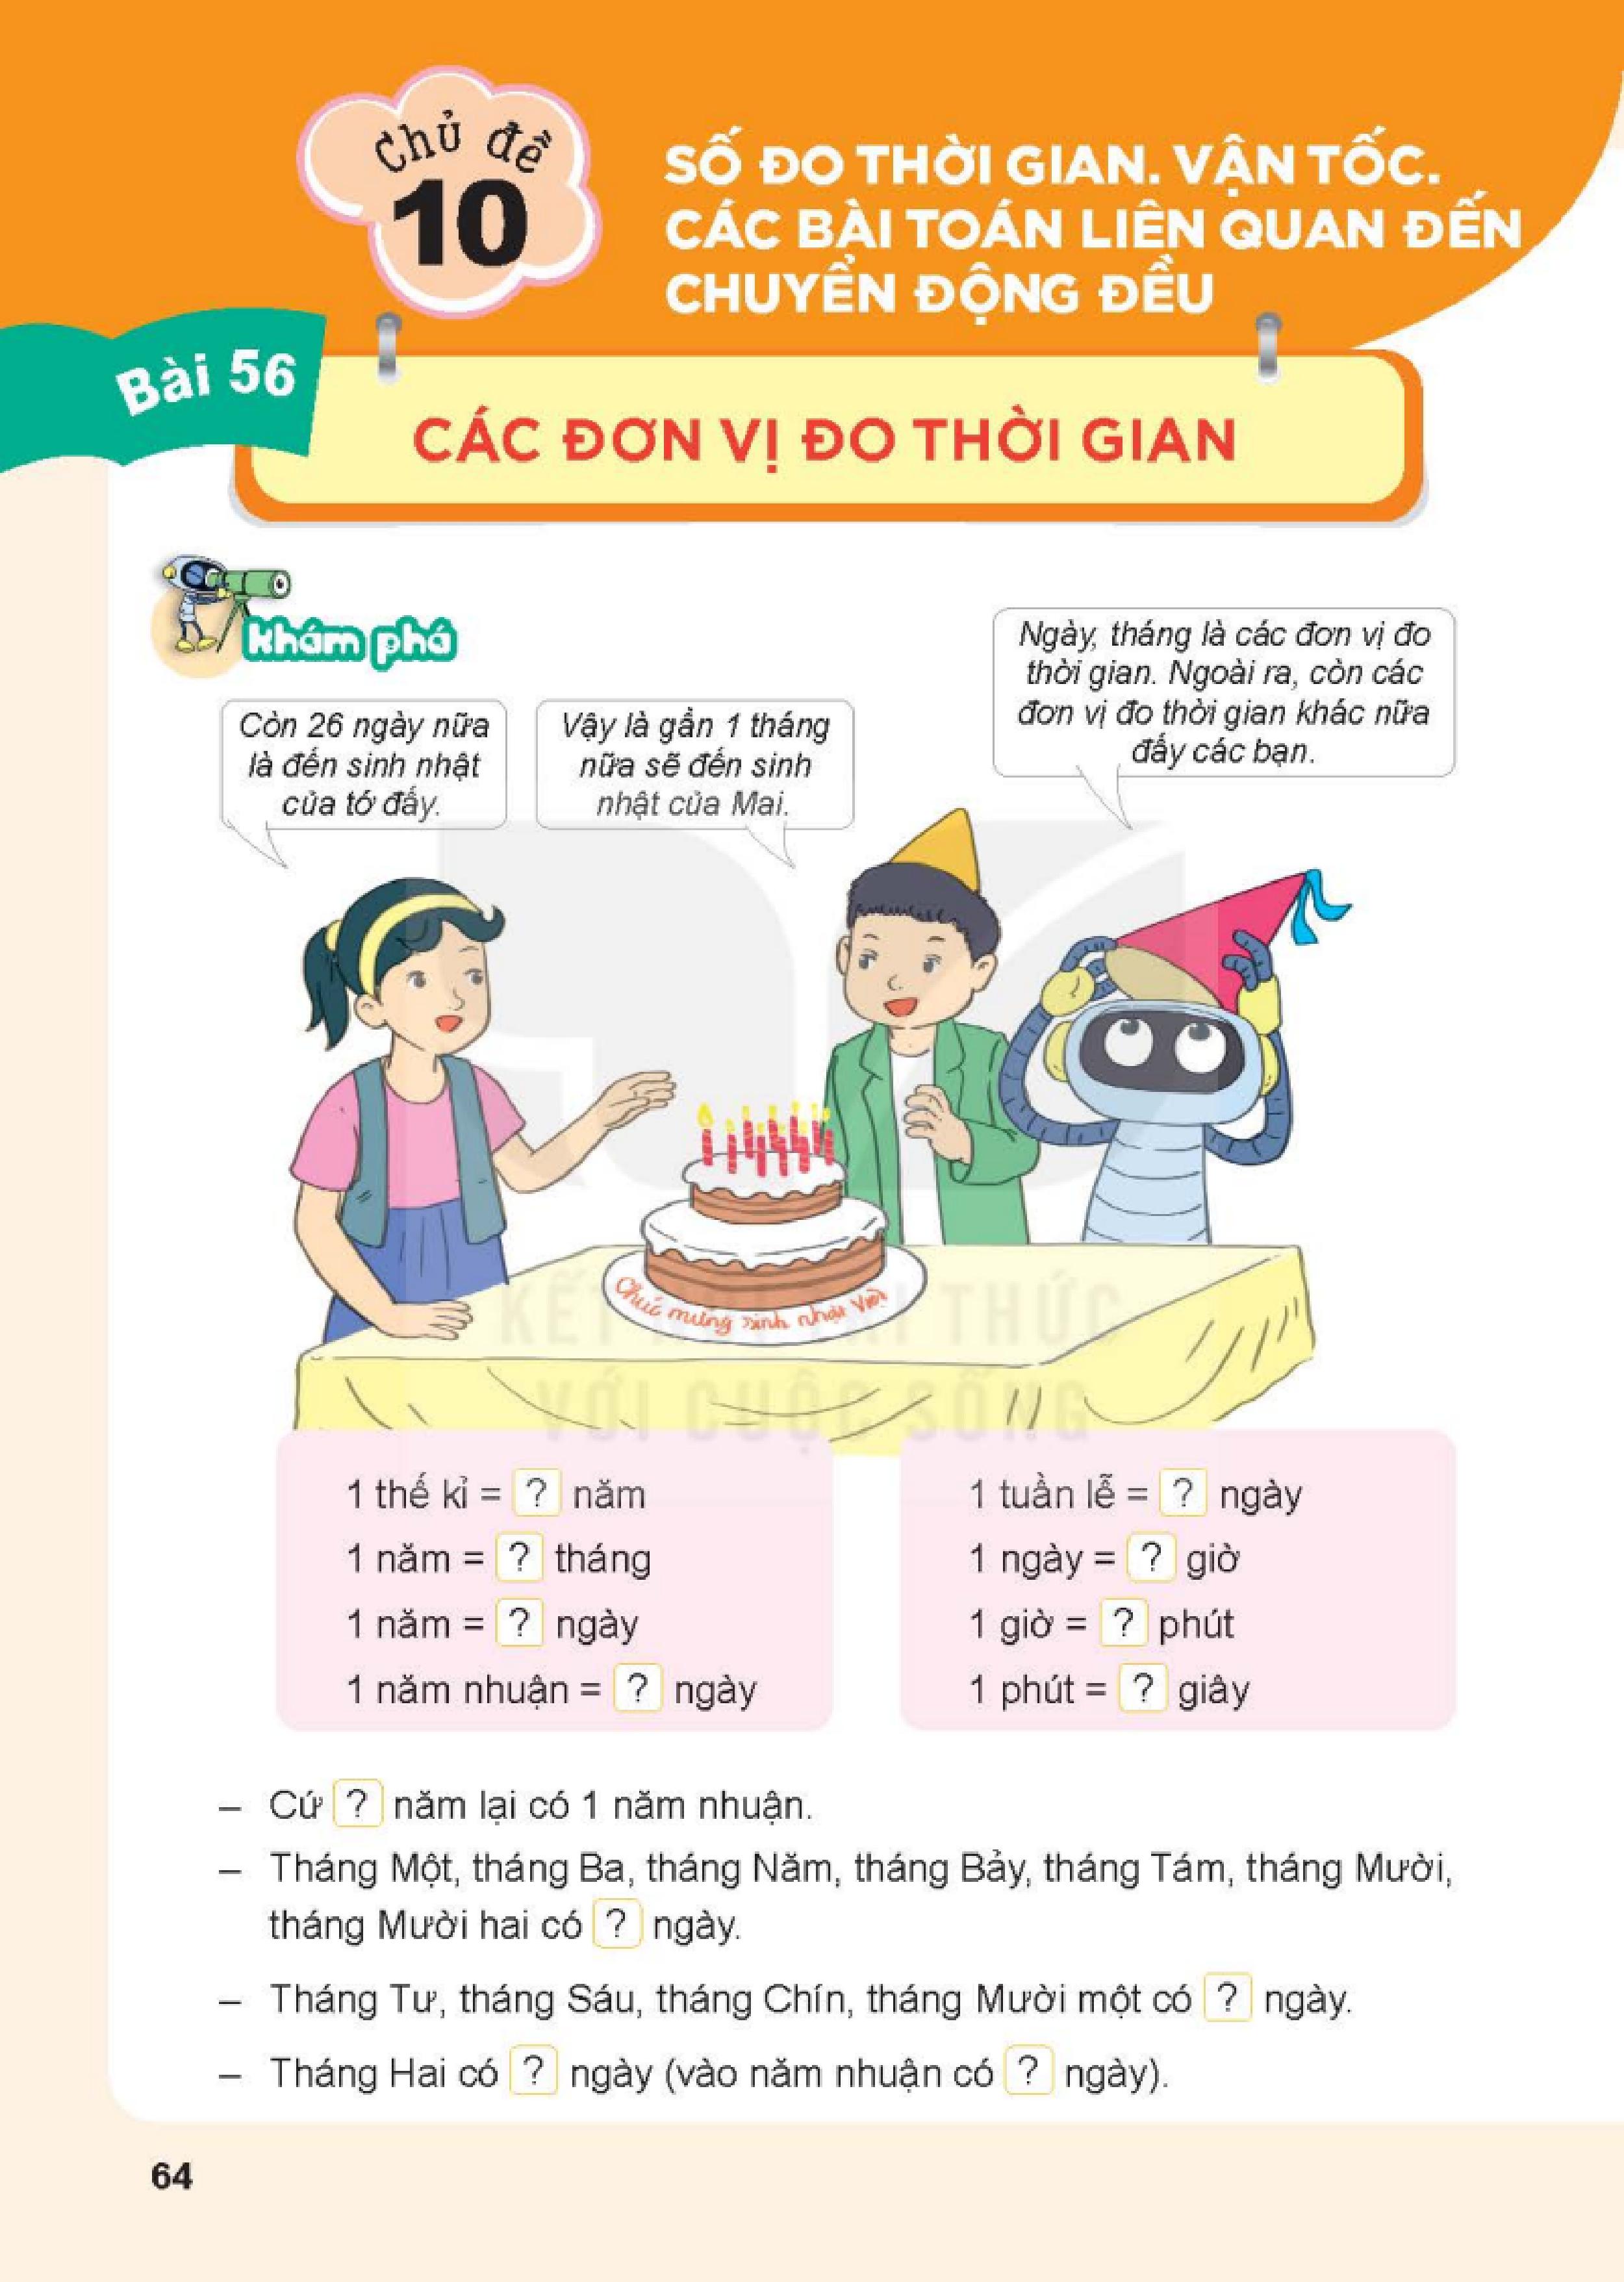 Chủ đề
10
SỐ ĐO THỜI GIAN. VẬN TỐC.
CÁC BÀI TOÁN LIÊN QUAN ĐẾN
CHUYỂN ĐỘNG ĐỀU
Bài 56
CÁC ĐƠN VỊ ĐO THỜI GIAN
khám phá
Còn 26 ngày nữa
là đến sinh nhật
của tớ đấy.
Vậy là gần 1 tháng
nữa sẽ đến sinh
nhật của Mai.
Ngày, tháng là các đơn vị đo
thời gian. Ngoài ra, còn các
đơn vị đo thời gian khác nữa
đấy các bạn.
Chúc mừng sinh nhật Việt
KẾT NỐI TRI THỨC
VỚI CUỘC SỐNG
1 thế kỉ = ? năm
1 năm = ? tháng
1 năm = ? ngày
1 năm nhuận = ? ngày
1 tuần lễ = ? ngày
1 ngày = ? giờ
1 giờ = ? phút
1 phút = ? giây
– Cứ ? năm lại có 1 năm nhuận.
– Tháng Một, tháng Ba, tháng Năm, tháng Bảy, tháng Tám, tháng Mười,
tháng Mười hai có ? ngày.
– Tháng Tư, tháng Sáu, tháng Chín, tháng Mười một có ? ngày.
– Tháng Hai có ? ngày (vào năm nhuận có ? ngày).
64